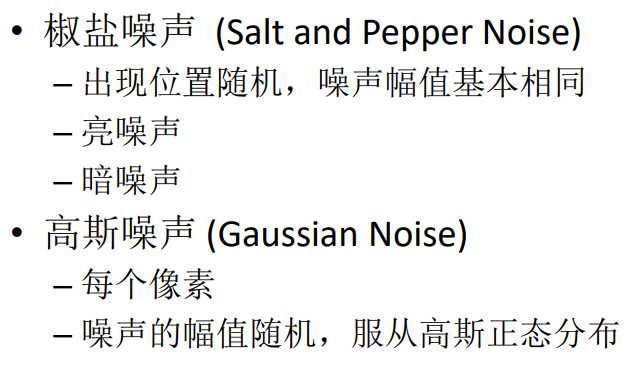 • 椒盐噪声 (Salt and Pepper Noise)
– 出现位置随机，噪声幅值基本相同
– 亮噪声
– 暗噪声
• 高斯噪声 (Gaussian Noise)
– 每个像素
– 噪声的幅值随机，服从高斯正态分布